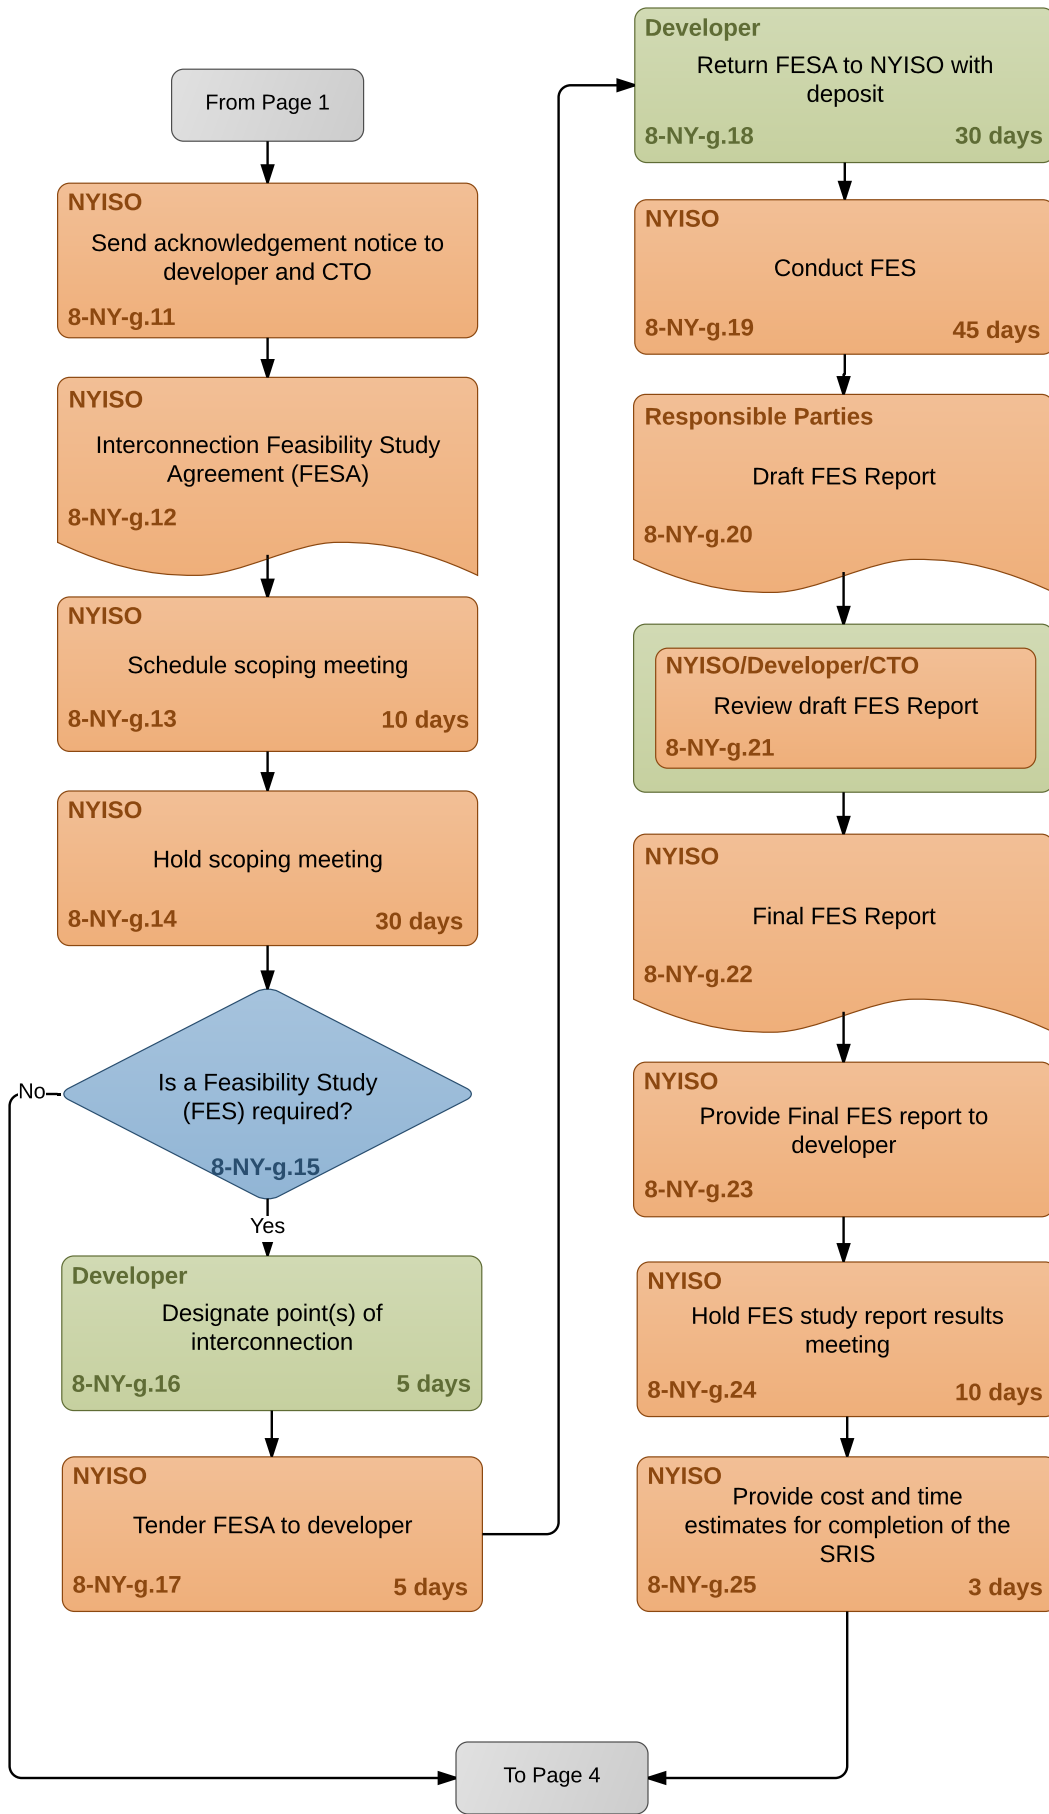 From Page 1
NYISO
Send acknowledgement notice to
developer and CTO
8-NY-g.11
NYISO
Interconnection Feasibility Study
Agreement (FESA)
8-NY-g.12
NYISO
Schedule scoping meeting
8-NY-g.13 10 days
NYISO
Hold scoping meeting
8-NY-g.14 30 days
Is a Feasibility Study
(FES) required?
8-NY-g.15
No
Yes
Developer
Designate point(s) of
interconnection
8-NY-g.16 5 days
NYISO
Tender FESA to developer
8-NY-g.17 5 days
Developer
Return FESA to NYISO with
deposit
8-NY-g.18 30 days
NYISO
Conduct FES
8-NY-g.19 45 days
Responsible Parties
Draft FES Report
8-NY-g.20
NYISO/Developer/CTO
Review draft FES Report
8-NY-g.21
NYISO
Final FES Report
8-NY-g.22
NYISO
Provide Final FES report to
developer
8-NY-g.23
NYISO
Hold FES study report results
meeting
8-NY-g.24 10 days
NYISO
Provide cost and time
estimates for completion of the
SRIS
8-NY-g.25 3 days
To Page 4